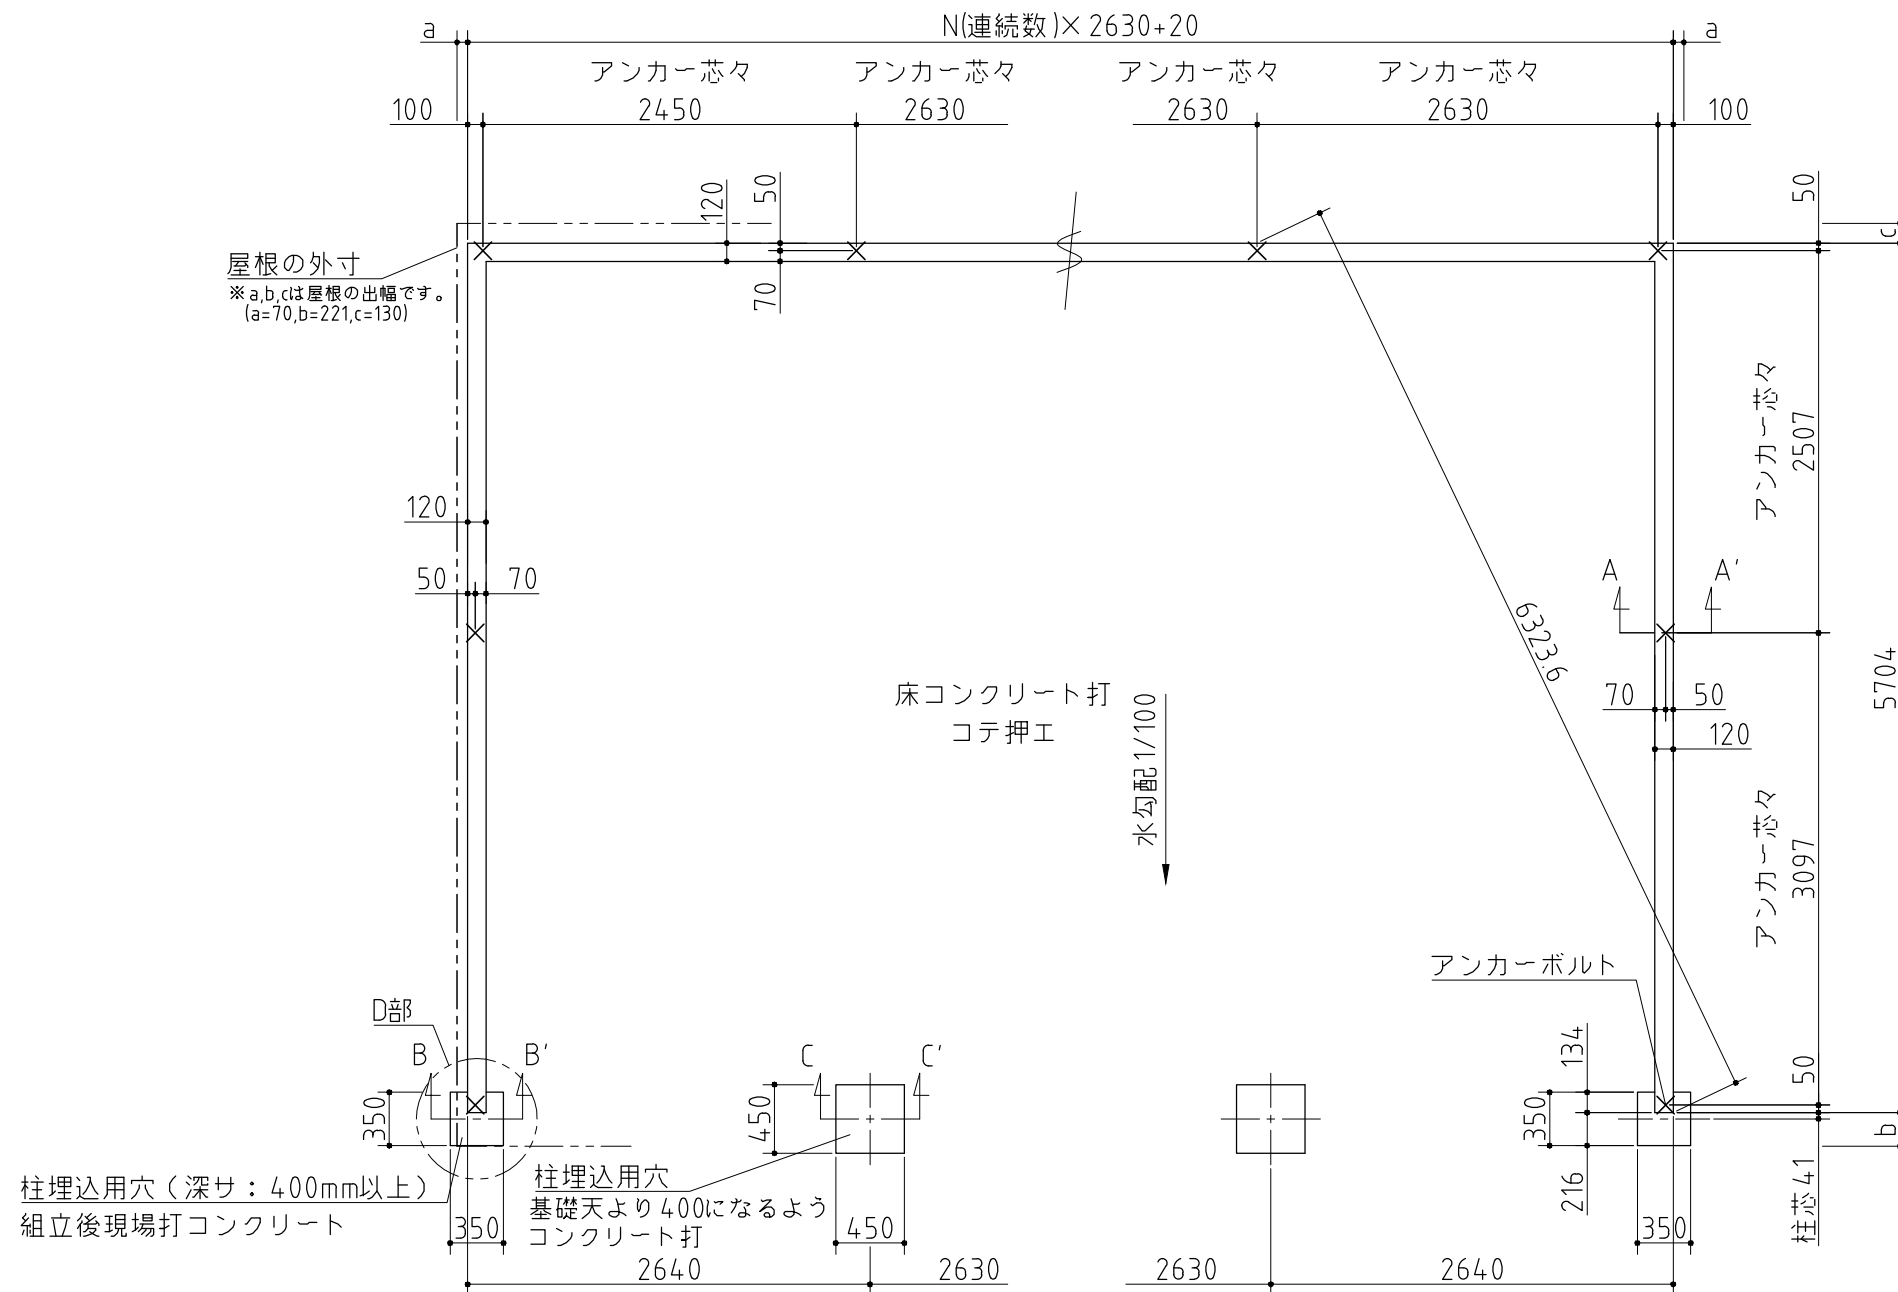 a
N(連続数)×2630+20
a
アンカー芯々
アンカー芯々
アンカー芯々
アンカー芯々
100
2450
2630
2630
2630
100
120
50
70
50
c
屋根の外寸
※a,b,cは屋根の出幅です。
(a=70,b=221,c=130)
アンカー芯々
2507
120
50
70
A
A'
6323.6
5704
床コンクリート打
コテ押エ
水勾配1/100
70
50
120
アンカー芯々
3097
アンカーボルト
D部
B
B'
C
C'
134
50
350
450
350
b
216
柱芯41
柱埋込用穴(深サ:400mm以上)
組立後現場打コンクリート
柱埋込用穴
基礎天より400になるよう
コンクリート打
350
450
350
2640
2630
2630
2640